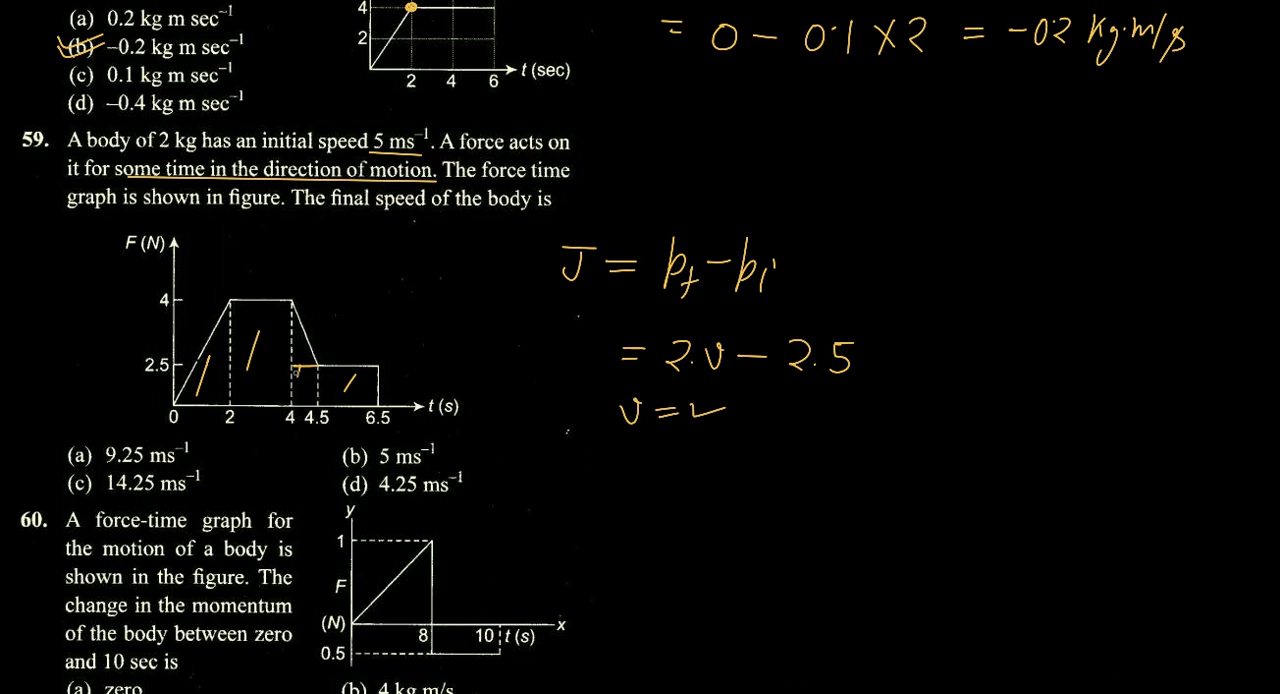 (a) 0.2 kg m sec⁻¹
(b) –0.2 kg m sec⁻¹
(c) 0.1 kg m sec⁻¹
(d) –0.4 kg m sec⁻¹
4
2
2 4 6
t (sec)
= 0 - 0.1 × 2 = -0.2 kg·m/s
59. A body of 2 kg has an initial speed 5 ms⁻¹. A force acts on
it for some time in the direction of motion. The force time
graph is shown in figure. The final speed of the body is
F (N)
4
2.5
0 2 4 4.5 6.5
t (s)
J = pf - pi
= 2.v - 2.5
v =
(a) 9.25 ms⁻¹ (b) 5 ms⁻¹
(c) 14.25 ms⁻¹ (d) 4.25 ms⁻¹
60. A force-time graph for
the motion of a body is
shown in the figure. The
change in the momentum
of the body between zero
and 10 sec is
y
1
F
(N)
0.5
8 10 t (s)
x
(a) zero (b) 4 kg m/s